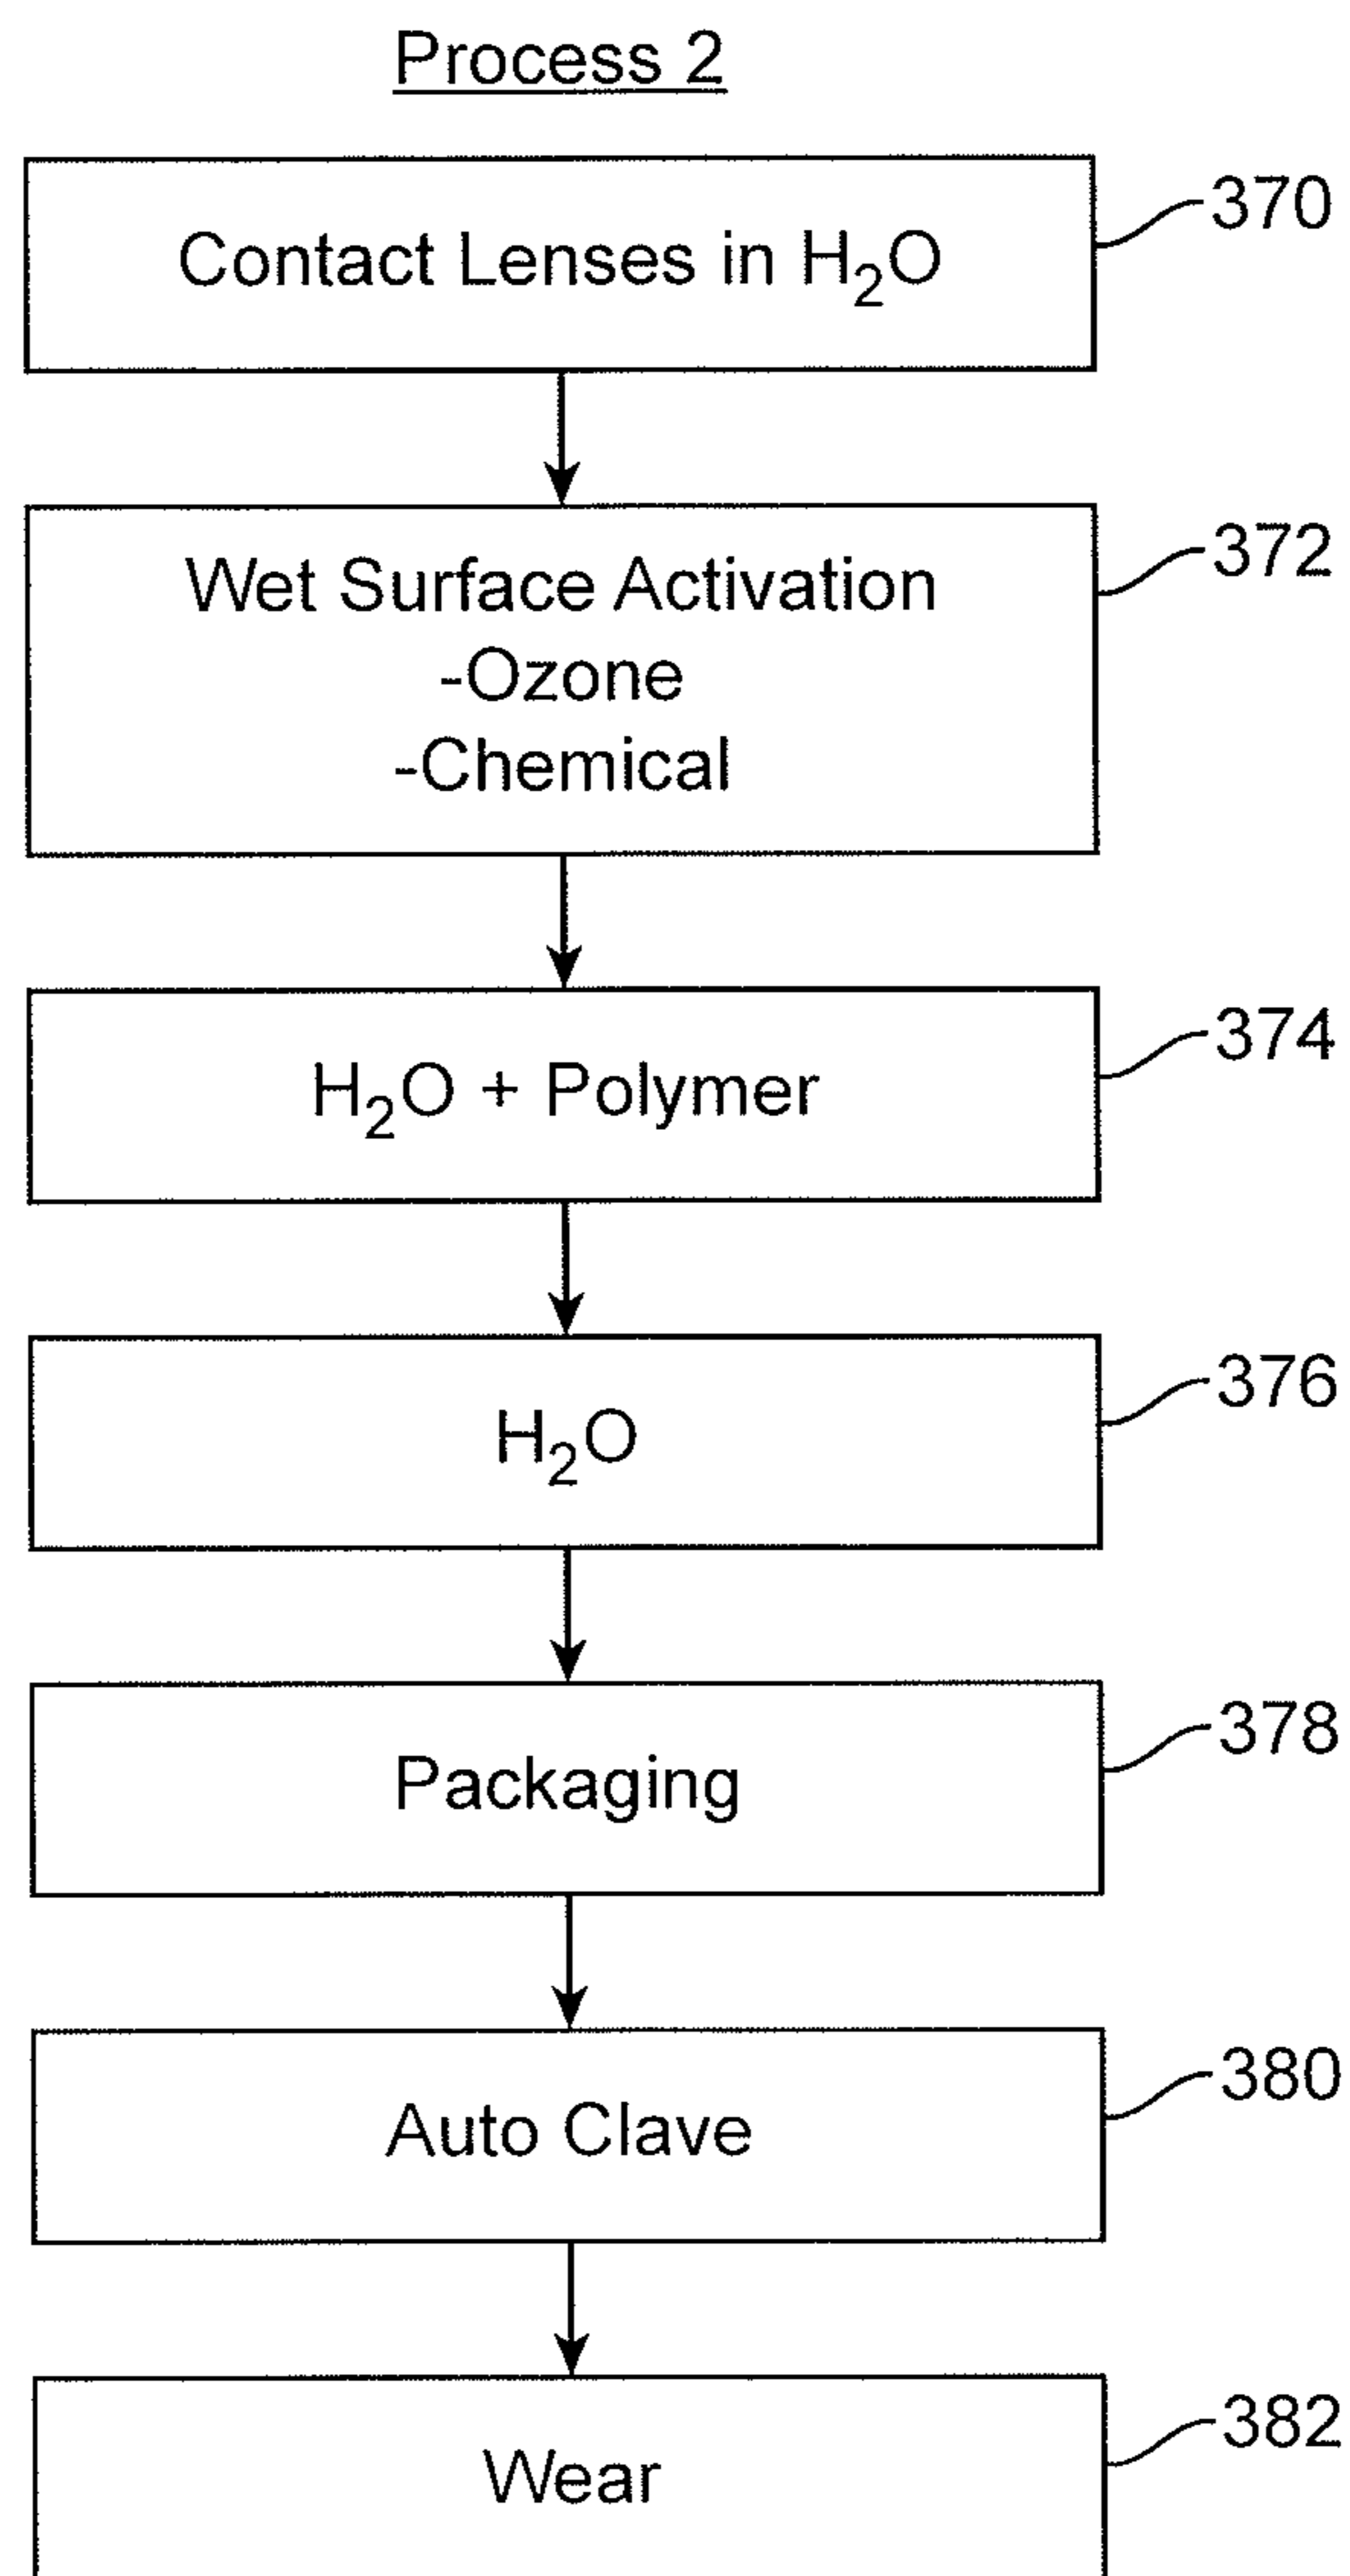 Process 2
Contact Lenses in H₂O
370
Wet Surface Activation
-Ozone
-Chemical
372
H₂O + Polymer
374
H₂O
376
Packaging
378
Auto Clave
380
Wear
382